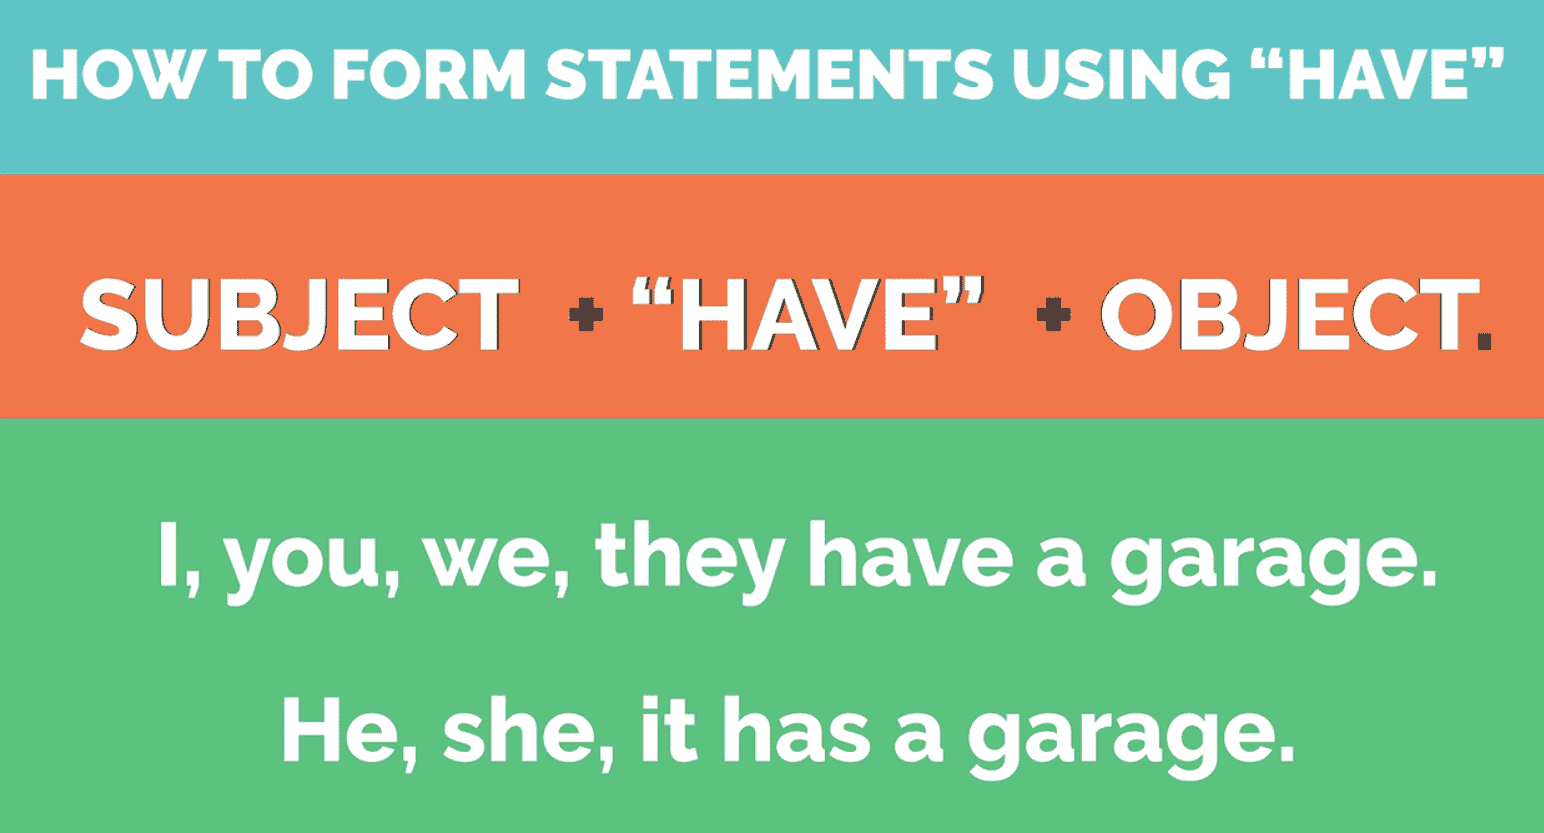 HOW TO FORM STATEMENTS USING “HAVE”
SUBJECT + “HAVE” + OBJECT.
I, you, we, they have a garage.
He, she, it has a garage.